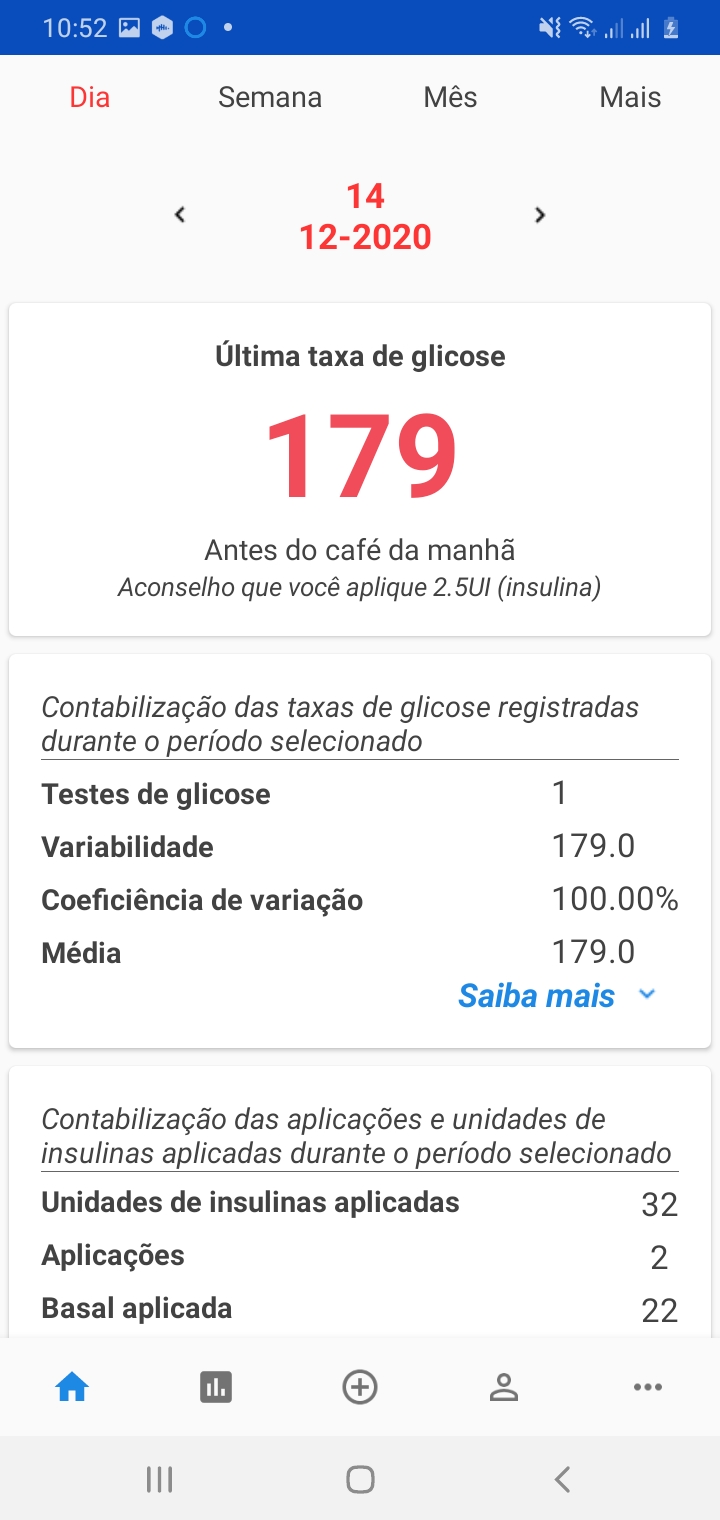 10:52
Dia Semana Mês Mais
14
12-2020
Última taxa de glicose
179
Antes do café da manhã
Aconselho que você aplique 2.5UI (insulina)
Contabilização das taxas de glicose registradas
durante o período selecionado
Testes de glicose 1
Variabilidade 179.0
Coeficiência de variação 100.00%
Média 179.0
Saiba mais
Contabilização das aplicações e unidades de
insulinas aplicadas durante o período selecionado
Unidades de insulinas aplicadas 32
Aplicações 2
Basal aplicada 22